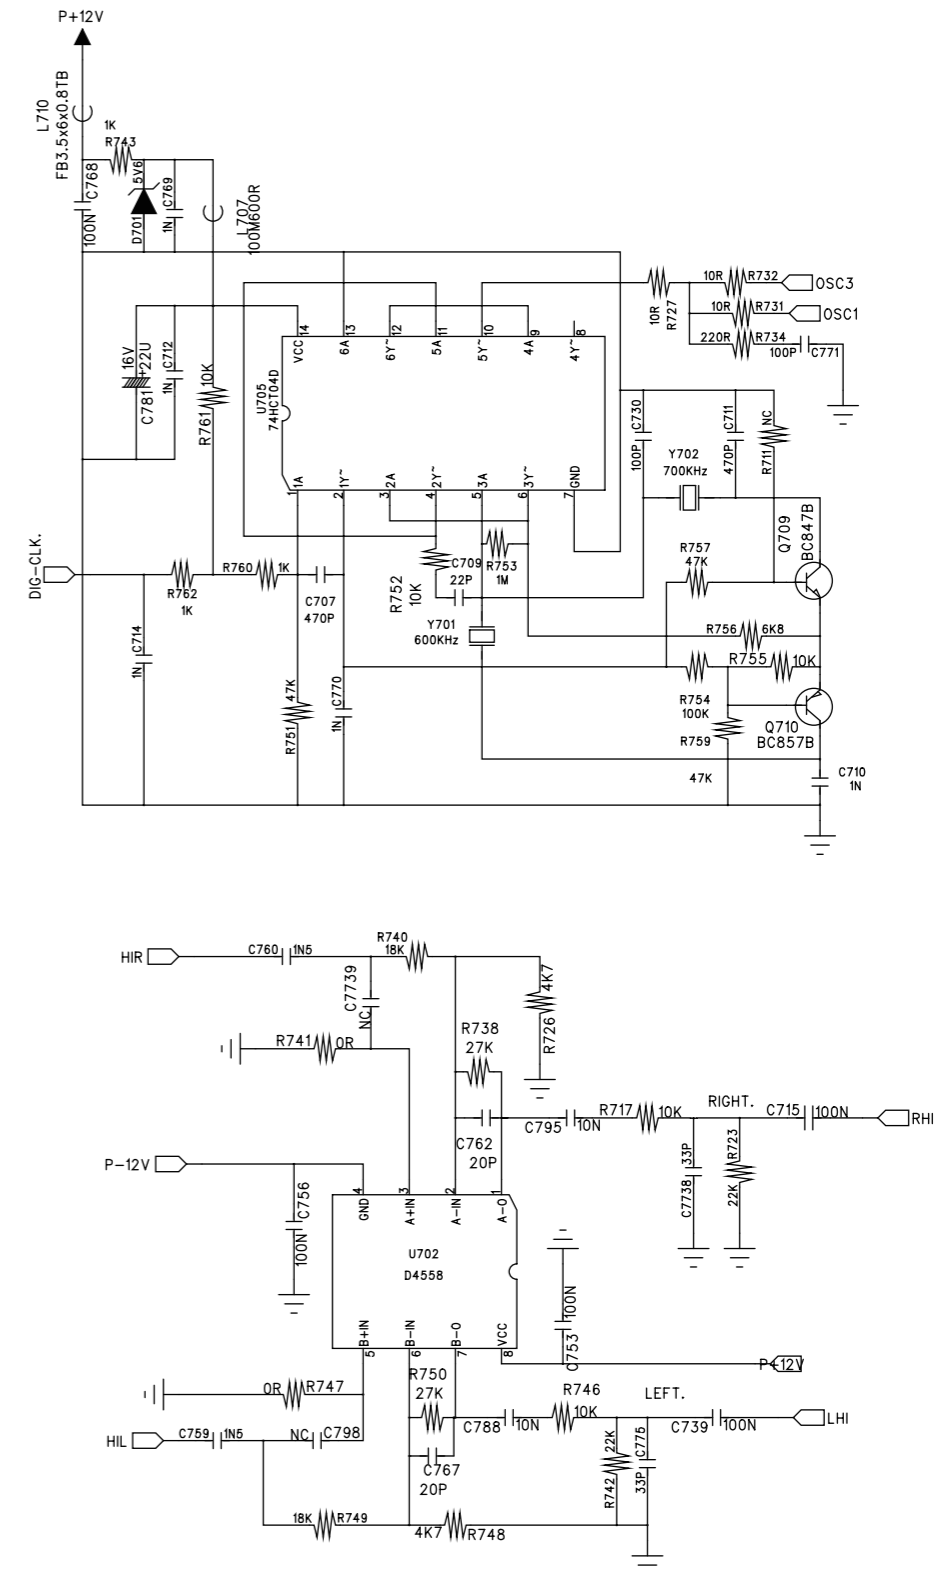 P+12V
L710
FB3.5x6x0.8TB
1K
R743
C768
100N
5V6
D701
C769
1N
L707
100M600R
16V
+22U
C781
C712
1N
10K
R761
VCC 14
6A 13
6Y~ 12
5A 11
5Y~ 10
4A 9
4Y~ 8
U705
74HCT04D
1 1A
2 1Y~
3 2A
4 2Y~
5 3A
6 3Y~
7 GND
10R
R727
10R R732
OSC3
10R R731
OSC1
220R R734
100P C771
C730
100P
C711
470P
NC
R711
Y702
700KHz
Q709
BC847B
DIG-CLK.
R762
1K
R760 1K
C707
470P
R752
10K
C709
22P
R753
1M
Y701
600KHz
R757
47K
R756 6K8
R755 10K
R754
100K
R759
47K
Q710
BC857B
C710
1N
C714
1N
47K
R751
C770
1N
HIR
C760 1N5
R740
18K
C7739
NC
R741 0R
4K7
R726
R738
27K
C762
20P
C795 10N
R717 10K
RIGHT.
C715 100N
RHI
33P
C7738
R723
22K
P-12V
C756
100N
4 GND
3 A+IN
2 A-IN
1 A-O
U702
D4558
B+IN 5
B-IN 6
B-O 7
VCC 8
100N
C753
P+12V
0R R747
HIL
C759 1N5
NC C798
R750
27K
C767
20P
C788 10N
R746
10K
LEFT.
C739 100N
LHI
22K
R742
C775
33P
18K R749
4K7 R748